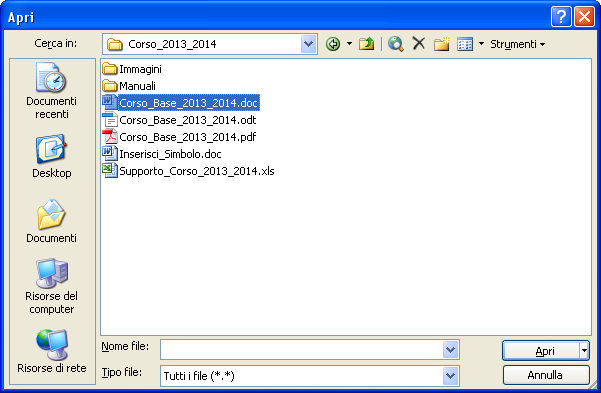 Apri
Cerca in:
Corso_2013_2014
Strumenti
Documenti
recenti
Desktop
Documenti
Risorse del
computer
Risorse di rete
Immagini
Manuali
Corso_Base_2013_2014.doc
Corso_Base_2013_2014.odt
Corso_Base_2013_2014.pdf
Inserisci_Simbolo.doc
Supporto_Corso_2013_2014.xls
Nome file:
Apri
Tipo file:
Tutti i file (*.*)
Annulla